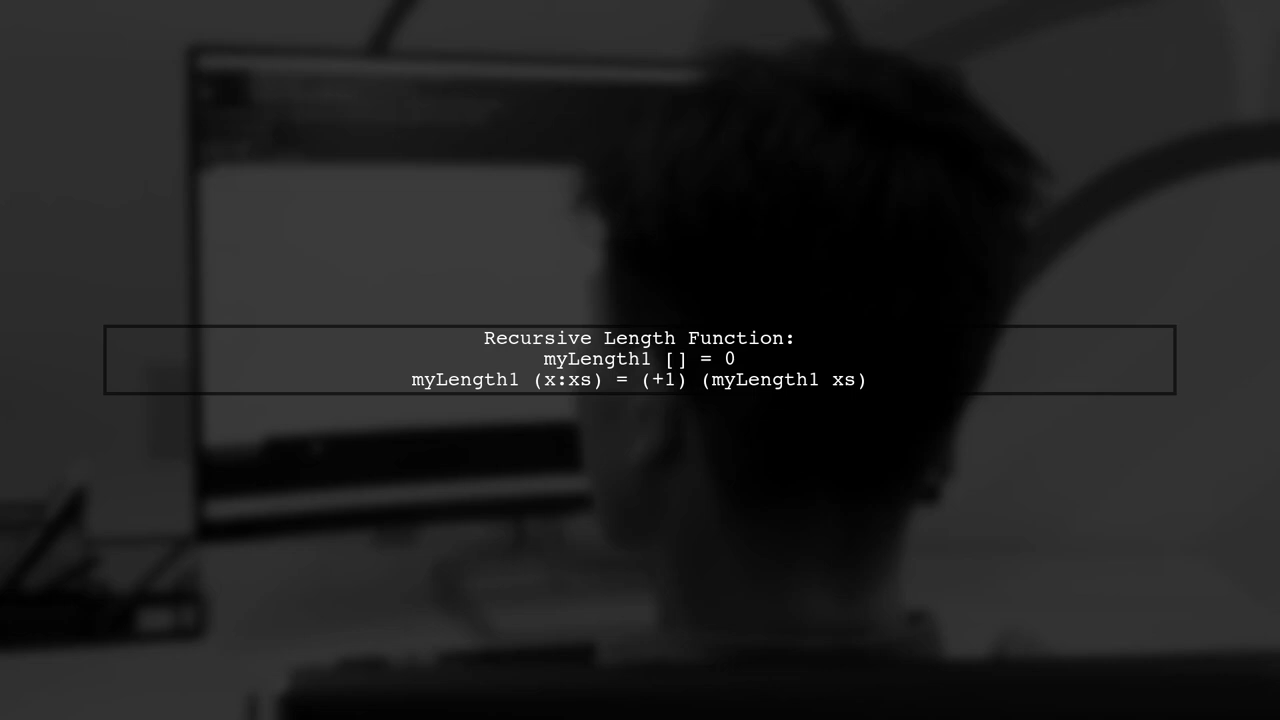 Recursive Length Function:
myLength1 [] = 0
myLength1 (x:xs) = (+1) (myLength1 xs)